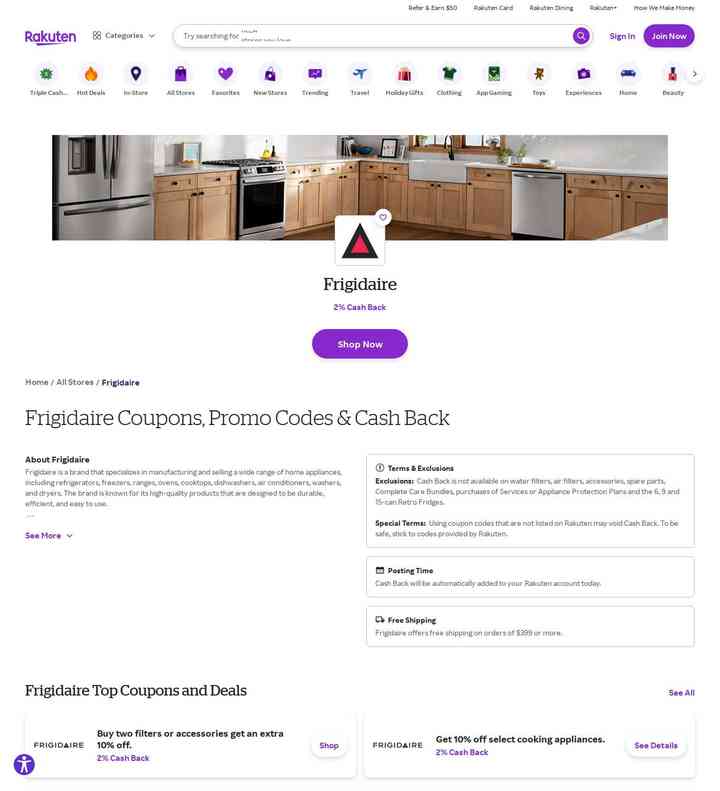 Refer & Earn $50 Rakuten Card Rakuten Dining Rakuten+ How We Make Money
Rakuten Categories Try searching for Sign In Join Now
Triple Cash... Hot Deals In-Store All Stores Favorites New Stores Trending Travel Holiday Gifts Clothing App Gaming Toys Experiences Home Beauty
Frigidaire
2% Cash Back
Shop Now
Home / All Stores / Frigidaire
Frigidaire Coupons, Promo Codes & Cash Back
About Frigidaire
Frigidaire is a brand that specializes in manufacturing and selling a wide range of home appliances,
including refrigerators, freezers, ranges, ovens, cooktops, dishwashers, air conditioners, washers,
and dryers. The brand is known for its high-quality products that are designed to be durable,
efficient, and easy to use.
...
See More
Terms & Exclusions
Exclusions: Cash Back is not available on water filters, air filters, accessories, spare parts,
Complete Care Bundles, purchases of Services or Appliance Protection Plans and the 6, 9 and
15-can Retro Fridges.
Special Terms: Using coupon codes that are not listed on Rakuten may void Cash Back. To be
safe, stick to codes provided by Rakuten.
Posting Time
Cash Back will be automatically added to your Rakuten account today.
Free Shipping
Frigidaire offers free shipping on orders of $399 or more.
Frigidaire Top Coupons and Deals
See All
FRIGIDAIRE
Buy two filters or accessories get an extra
10% off.
2% Cash Back
Shop
FRIGIDAIRE
Get 10% off select cooking appliances.
2% Cash Back
See Details